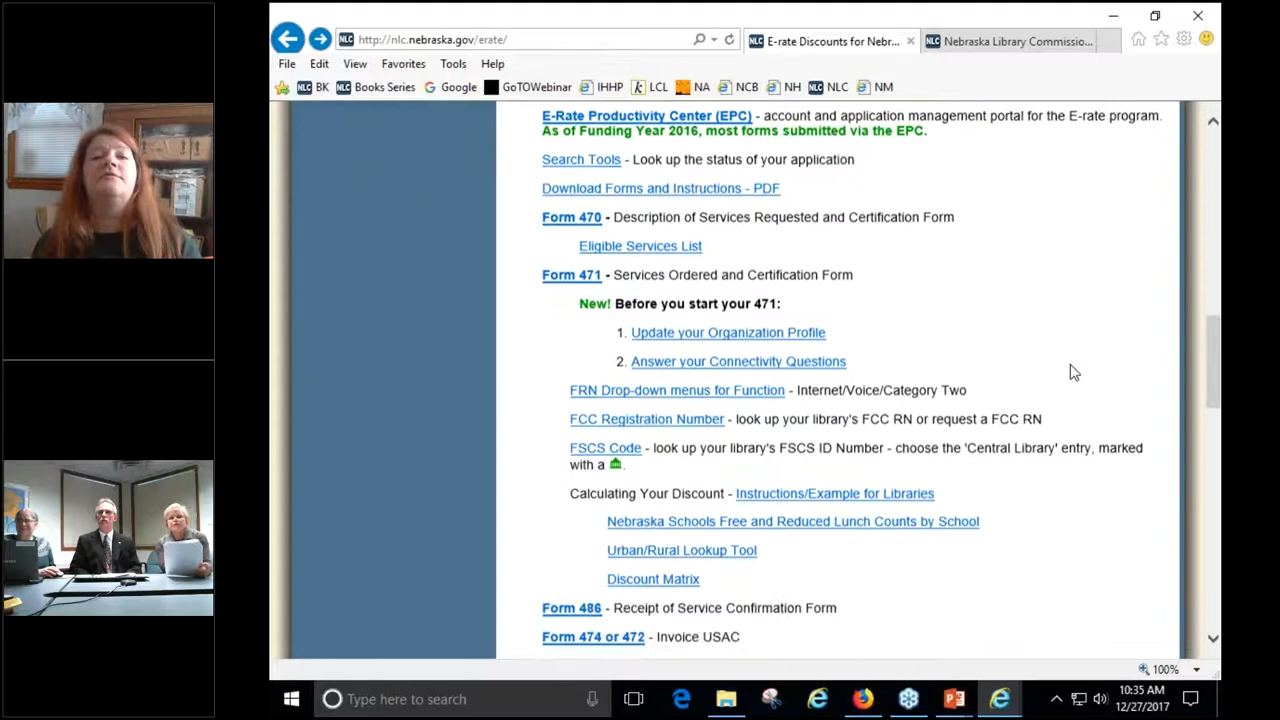 NLC
http://nlc.nebraska.gov/erate/
NLC E-rate Discounts for Nebr...
NLC Nebraska Library Commissio...
File Edit View Favorites Tools Help
BK NLC Books Series G Google GoTOWebinar IHHP k LCL NA NCB NH NLC NLC NM
E-Rate Productivity Center (EPC) - account and application management portal for the E-rate program.
As of Funding Year 2016, most forms submitted via the EPC.
Search Tools - Look up the status of your application
Download Forms and Instructions - PDF
Form 470 - Description of Services Requested and Certification Form
Eligible Services List
Form 471 - Services Ordered and Certification Form
New! Before you start your 471:
1. Update your Organization Profile
2. Answer your Connectivity Questions
FRN Drop-down menus for Function - Internet/Voice/Category Two
FCC Registration Number - look up your library's FCC RN or request a FCC RN
FSCS Code - look up your library's FSCS ID Number - choose the 'Central Library' entry, marked
with a .
Calculating Your Discount - Instructions/Example for Libraries
Nebraska Schools Free and Reduced Lunch Counts by School
Urban/Rural Lookup Tool
Discount Matrix
Form 486 - Receipt of Service Confirmation Form
Form 474 or 472 - Invoice USAC
100%
Type here to search
10:35 AM
12/27/2017